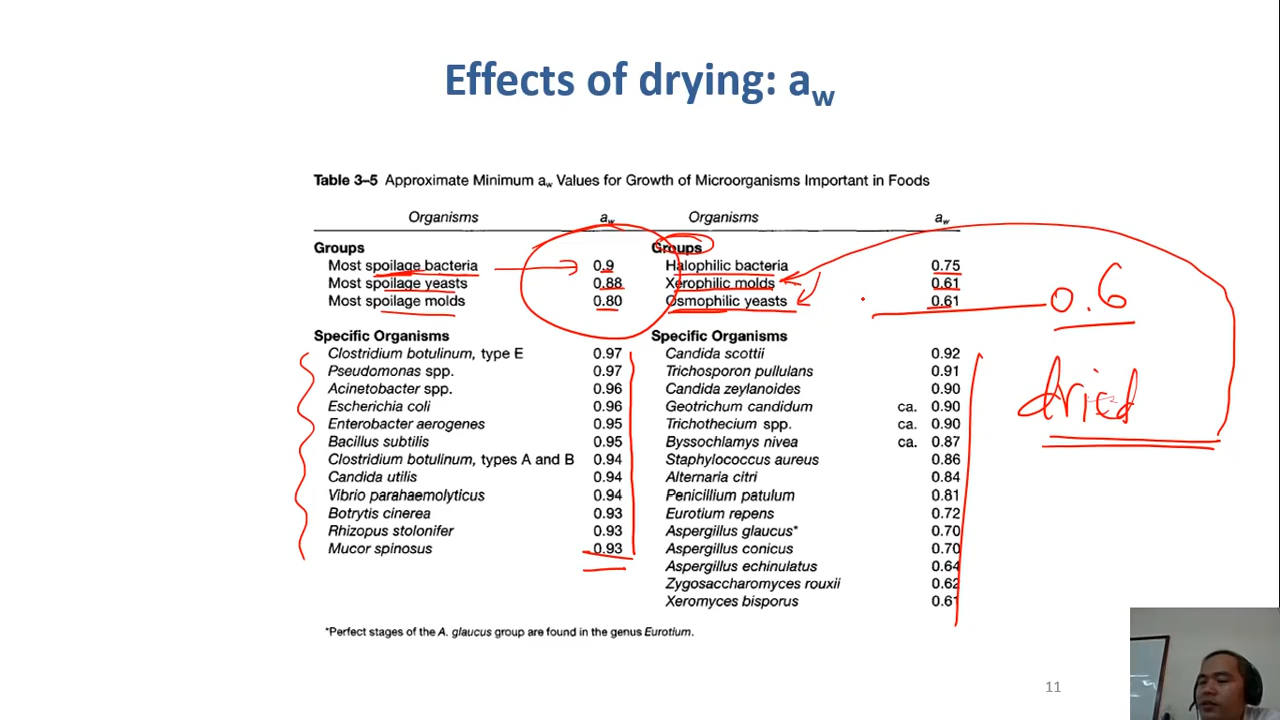 Effects of drying: aw
Table 3–5 Approximate Minimum aw Values for Growth of Microorganisms Important in Foods
Organisms aw Organisms aw
Groups Groups
Most spoilage bacteria 0.9 Halophilic bacteria 0.75
Most spoilage yeasts 0.88 Xerophilic molds 0.61
Most spoilage molds 0.80 Osmophilic yeasts 0.61
0.6
Specific Organisms Specific Organisms
Clostridium botulinum, type E 0.97 Candida scottii 0.92
Pseudomonas spp. 0.97 Trichosporon pullulans 0.91
Acinetobacter spp. 0.96 Candida zeylanoides 0.90
Escherichia coli 0.96 Geotrichum candidum ca. 0.90
dried
Enterobacter aerogenes 0.95 Trichothecium spp. ca. 0.90
Bacillus subtilis 0.95 Byssochlamys nivea ca. 0.87
Clostridium botulinum, types A and B 0.94 Staphylococcus aureus 0.86
Candida utilis 0.94 Alternaria citri 0.84
Vibrio parahaemolyticus 0.94 Penicillium patulum 0.81
Botrytis cinerea 0.93 Eurotium repens 0.72
Rhizopus stolonifer 0.93 Aspergillus glaucus* 0.70
Mucor spinosus 0.93 Aspergillus conicus 0.70
Aspergillus echinulatus 0.64
Zygosaccharomyces rouxii 0.62
Xeromyces bisporus 0.61
*Perfect stages of the A. glaucus group are found in the genus Eurotium.
11